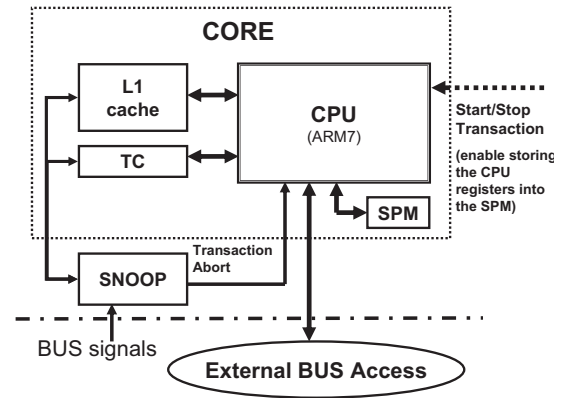 CORE
L1
cache
CPU
(ARM7)
TC
Start/Stop
Transaction
(enable storing
the CPU
registers into
the SPM)
SPM
Transaction
Abort
SNOOP
BUS signals
External BUS Access